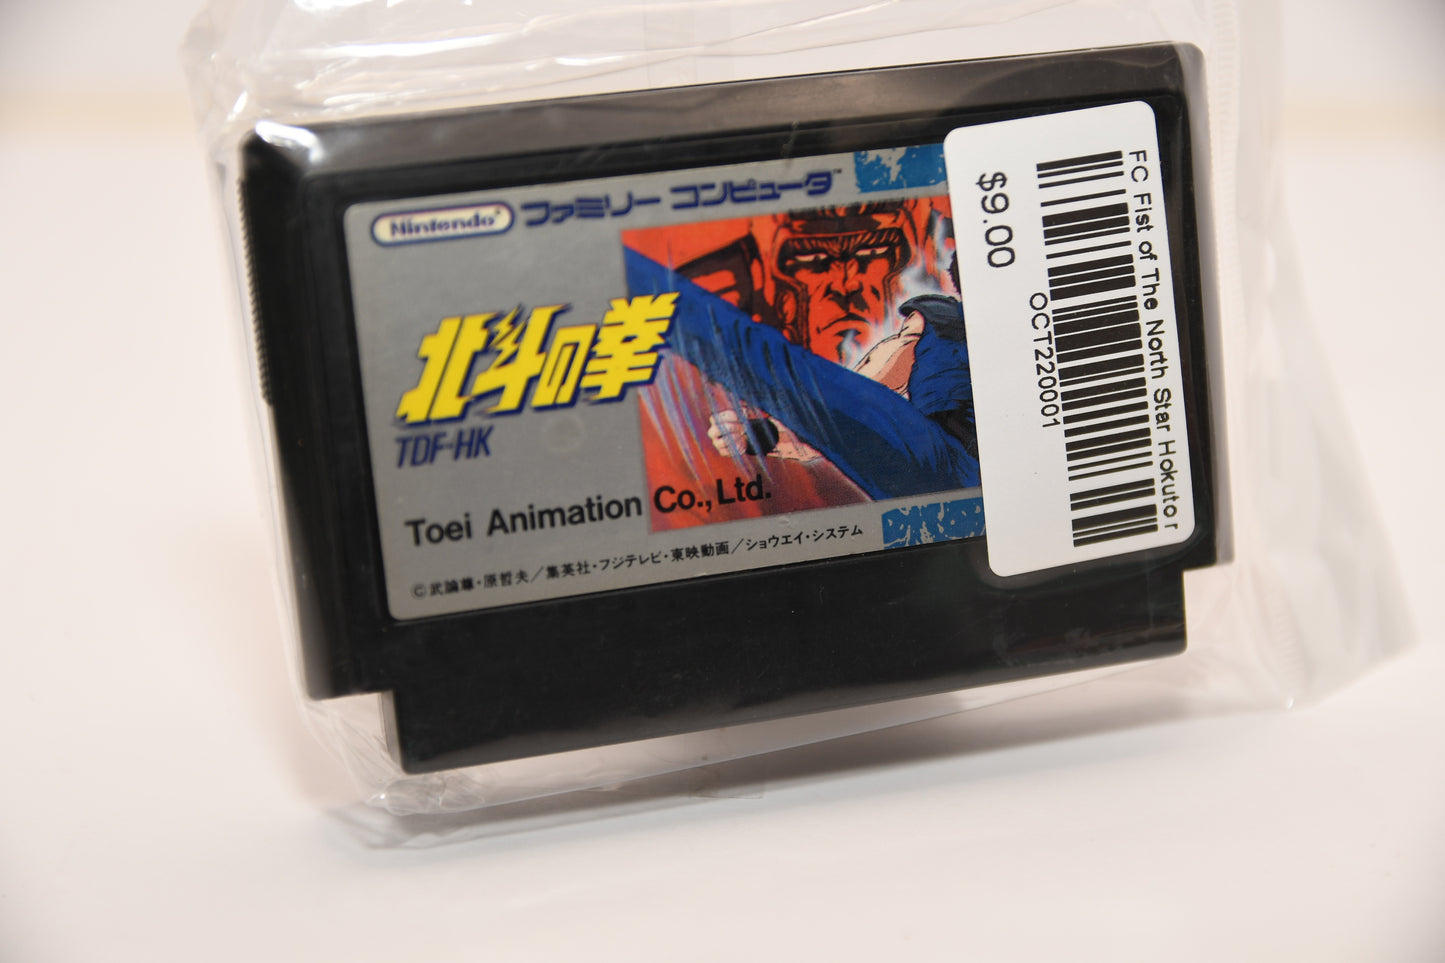 Nintendo® ファミリー コンピュータ™
北斗の拳
TDF-HK
Toei Animation Co., Ltd.
©武論尊・原哲夫／集英社・フジテレビ・東映動画／ショウエイ・システム
FC Fist of The North Star Hokutor
OCT220001
$9.00